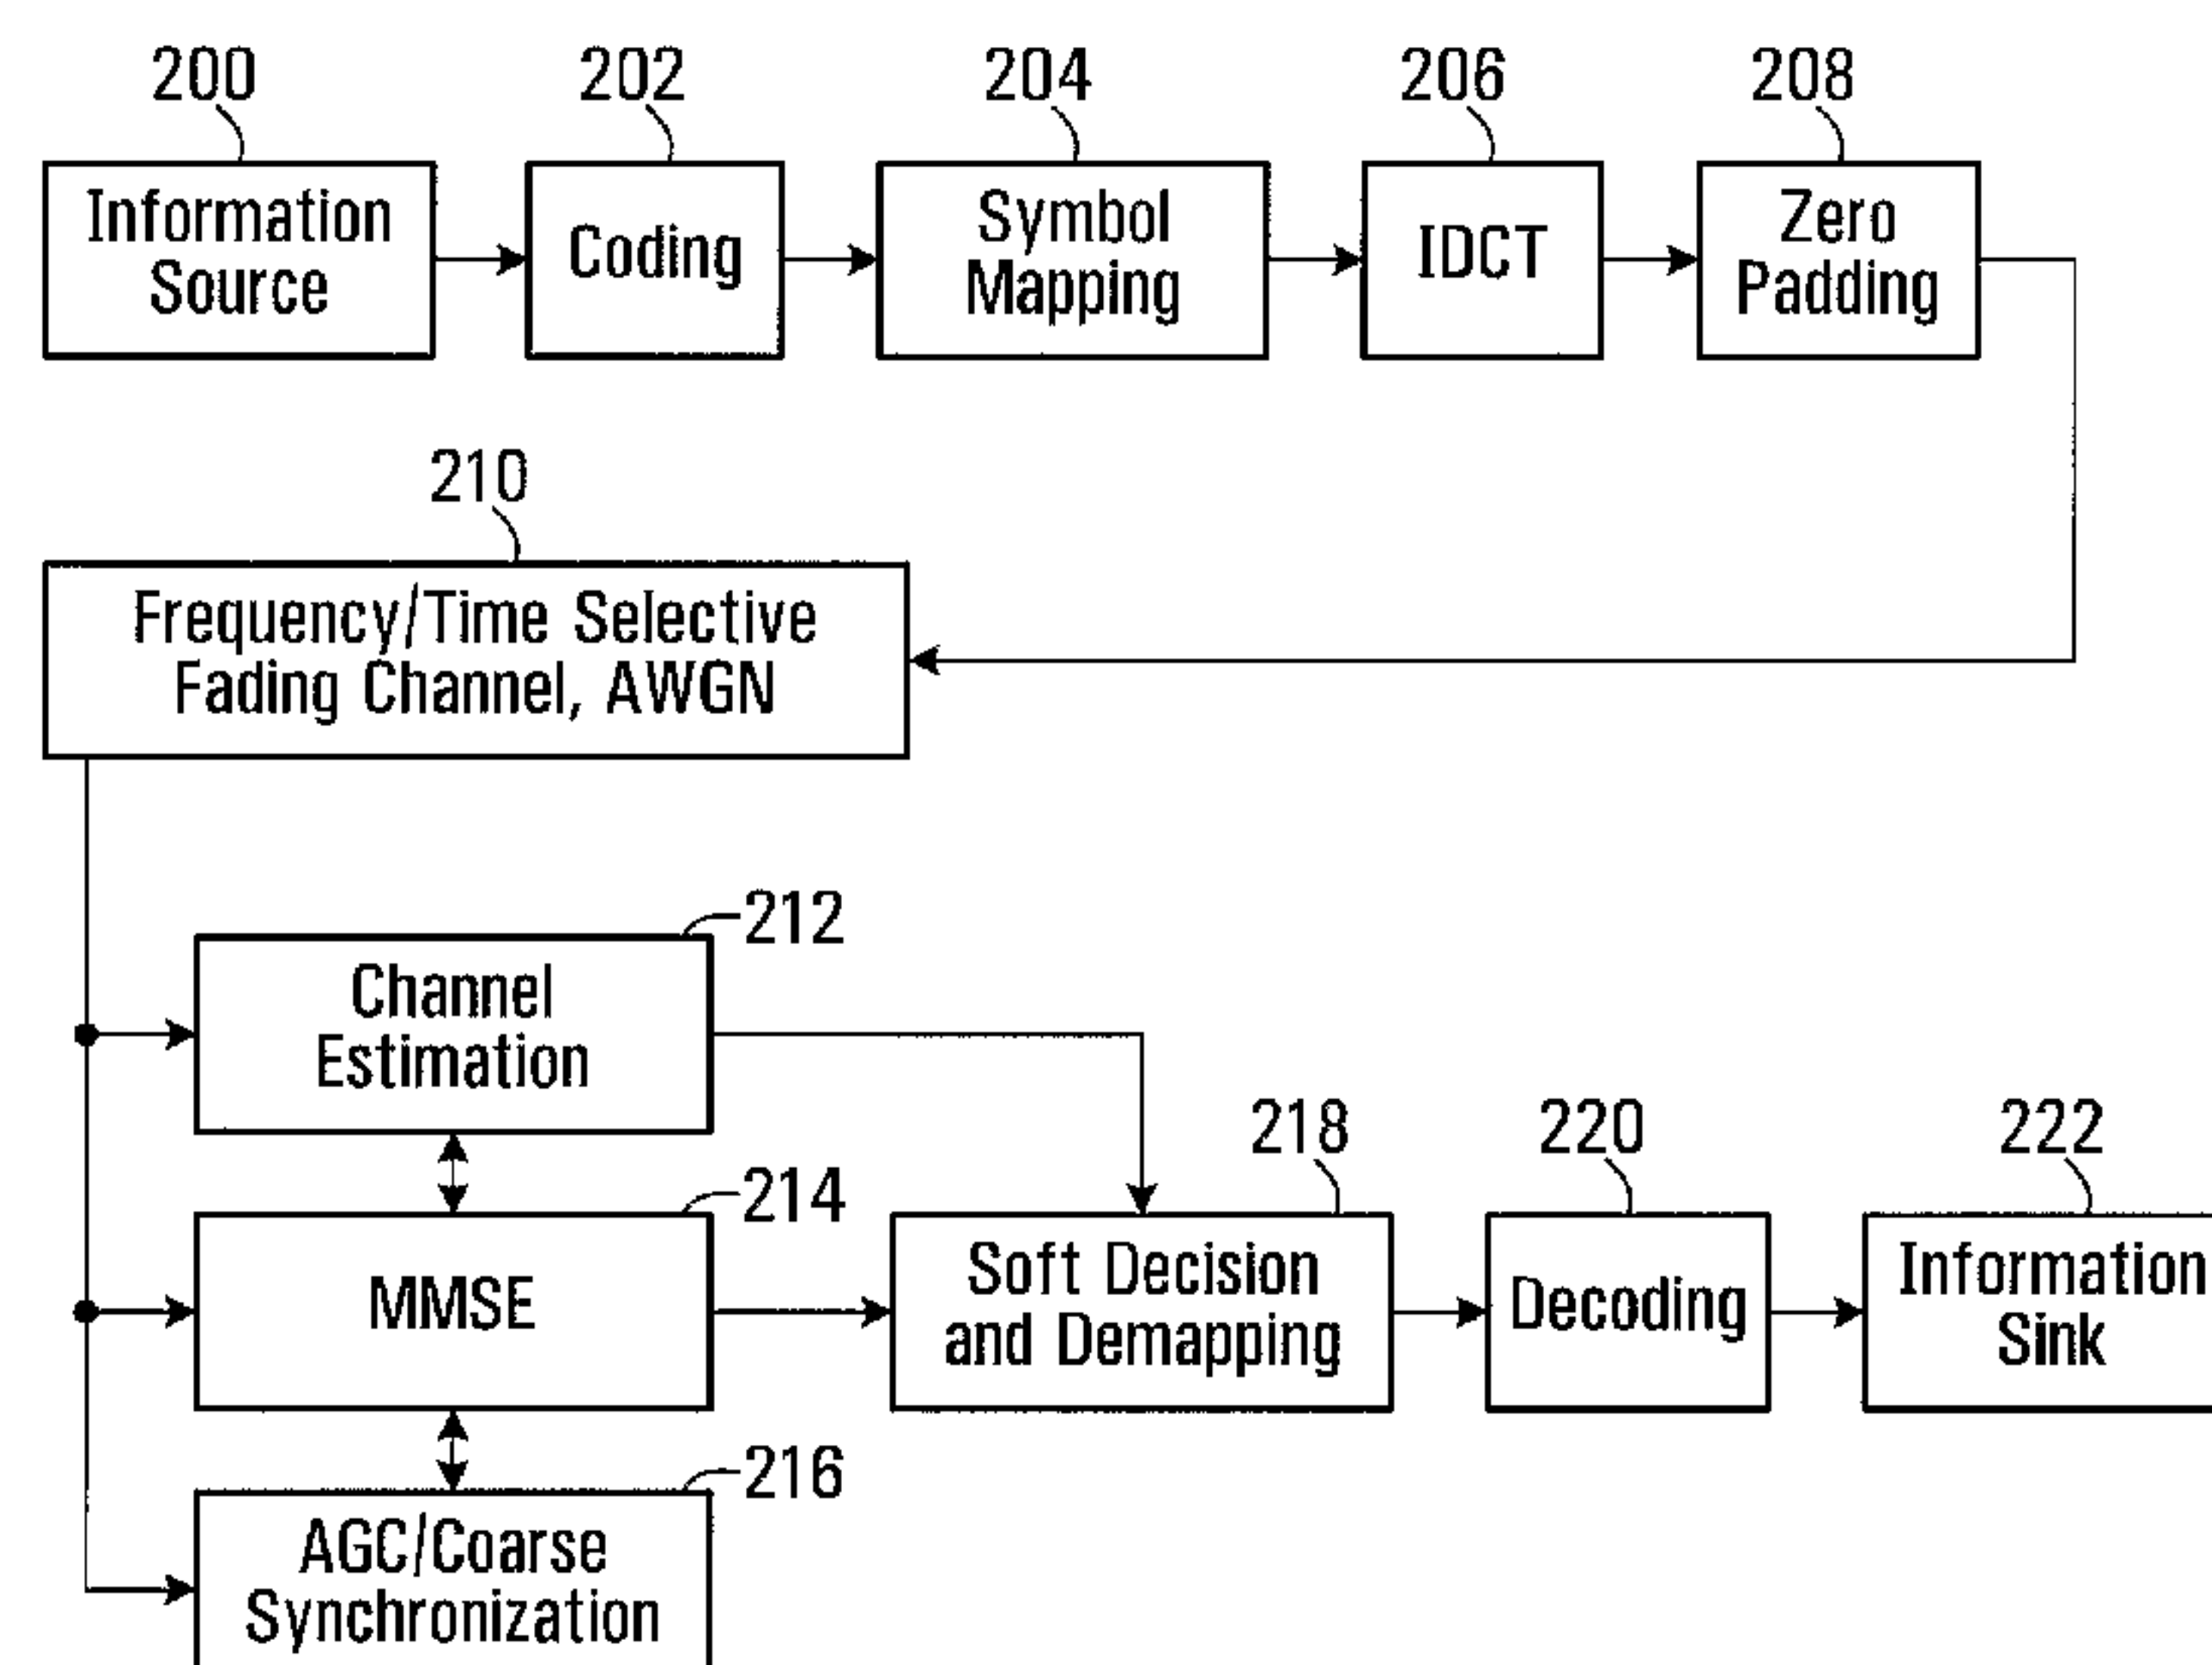 200
202
204
206
208
Information
Source
Coding
Symbol
Mapping
IDCT
Zero
Padding
210
Frequency/Time Selective
Fading Channel, AWGN
212
Channel
Estimation
214
MMSE
216
AGC/Coarse
Synchronization
218
Soft Decision
and Demapping
220
Decoding
222
Information
Sink